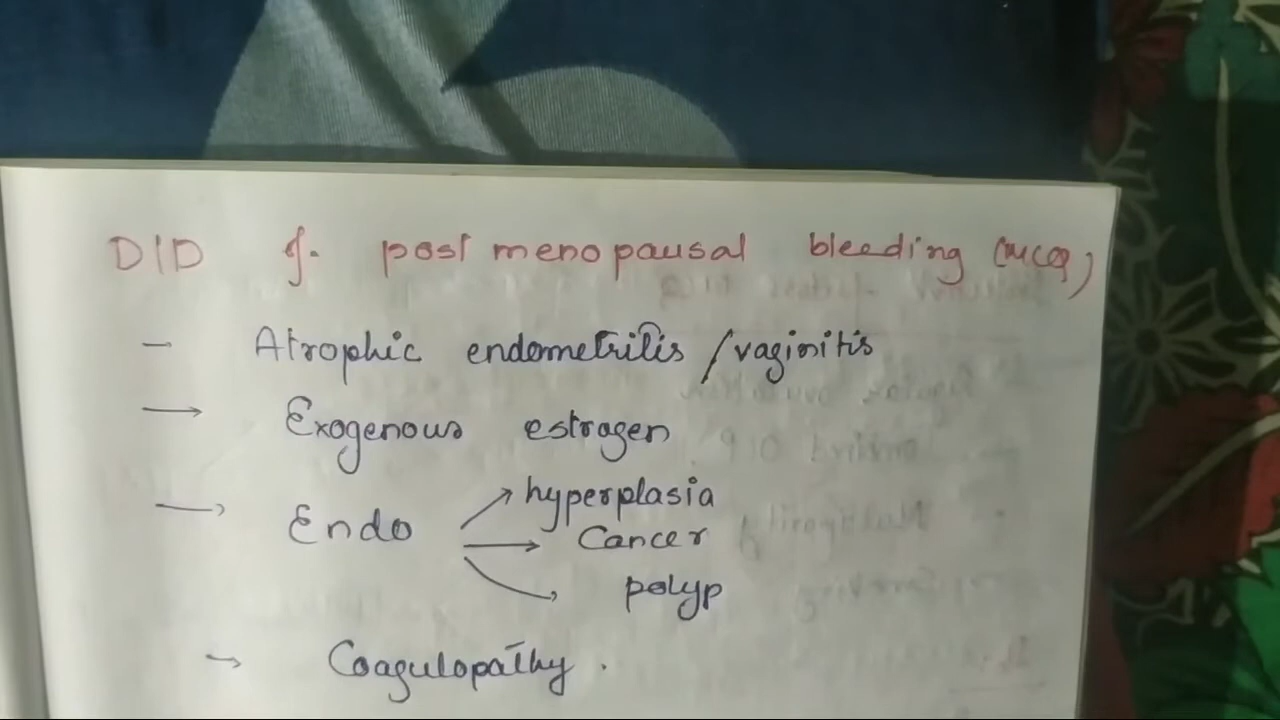 D/D of. post menopausal bleeding (MCQ)
- Atrophic endometritis / vaginitis
→ Exogenous estrogen
→ Endo → hyperplasia
→ Cancer
→ polyp
→ Coagulopathy.